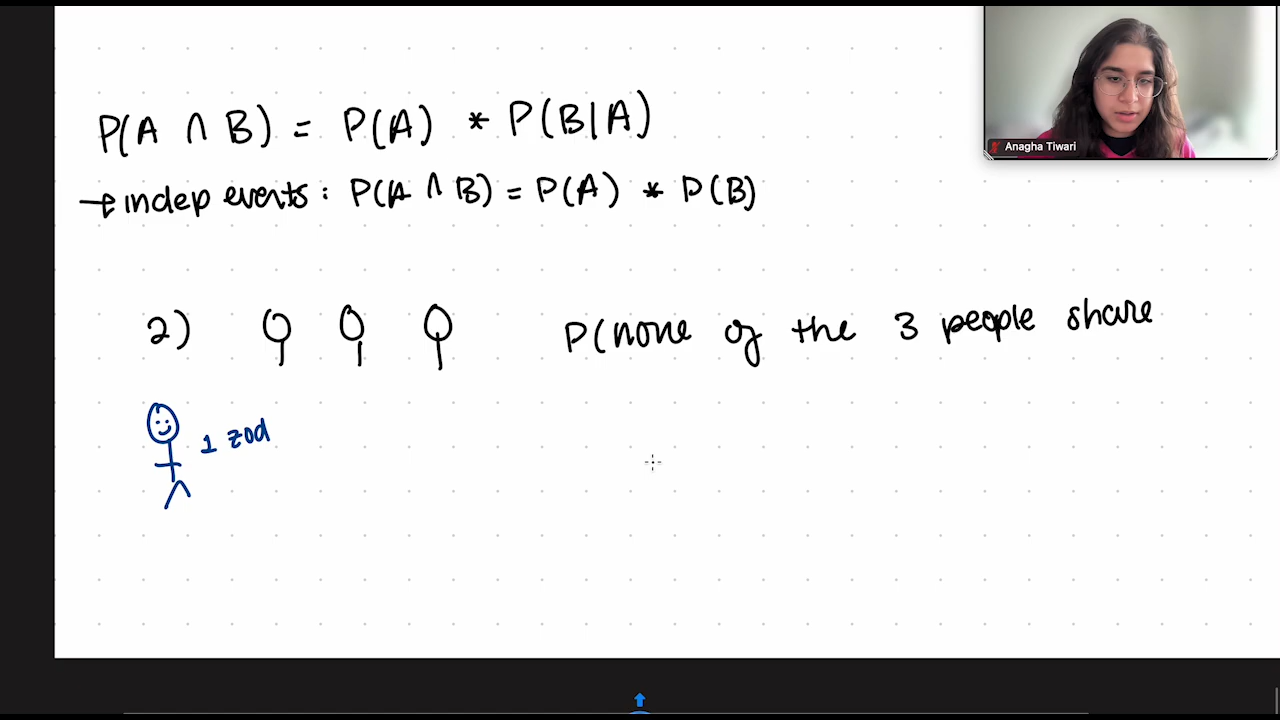 P(A ∩ B) = P(A) * P(B|A)
→ indep events: P(A ∩ B) = P(A) * P(B)
2) P(none of the 3 people share
1 zod
Anagha Tiwari